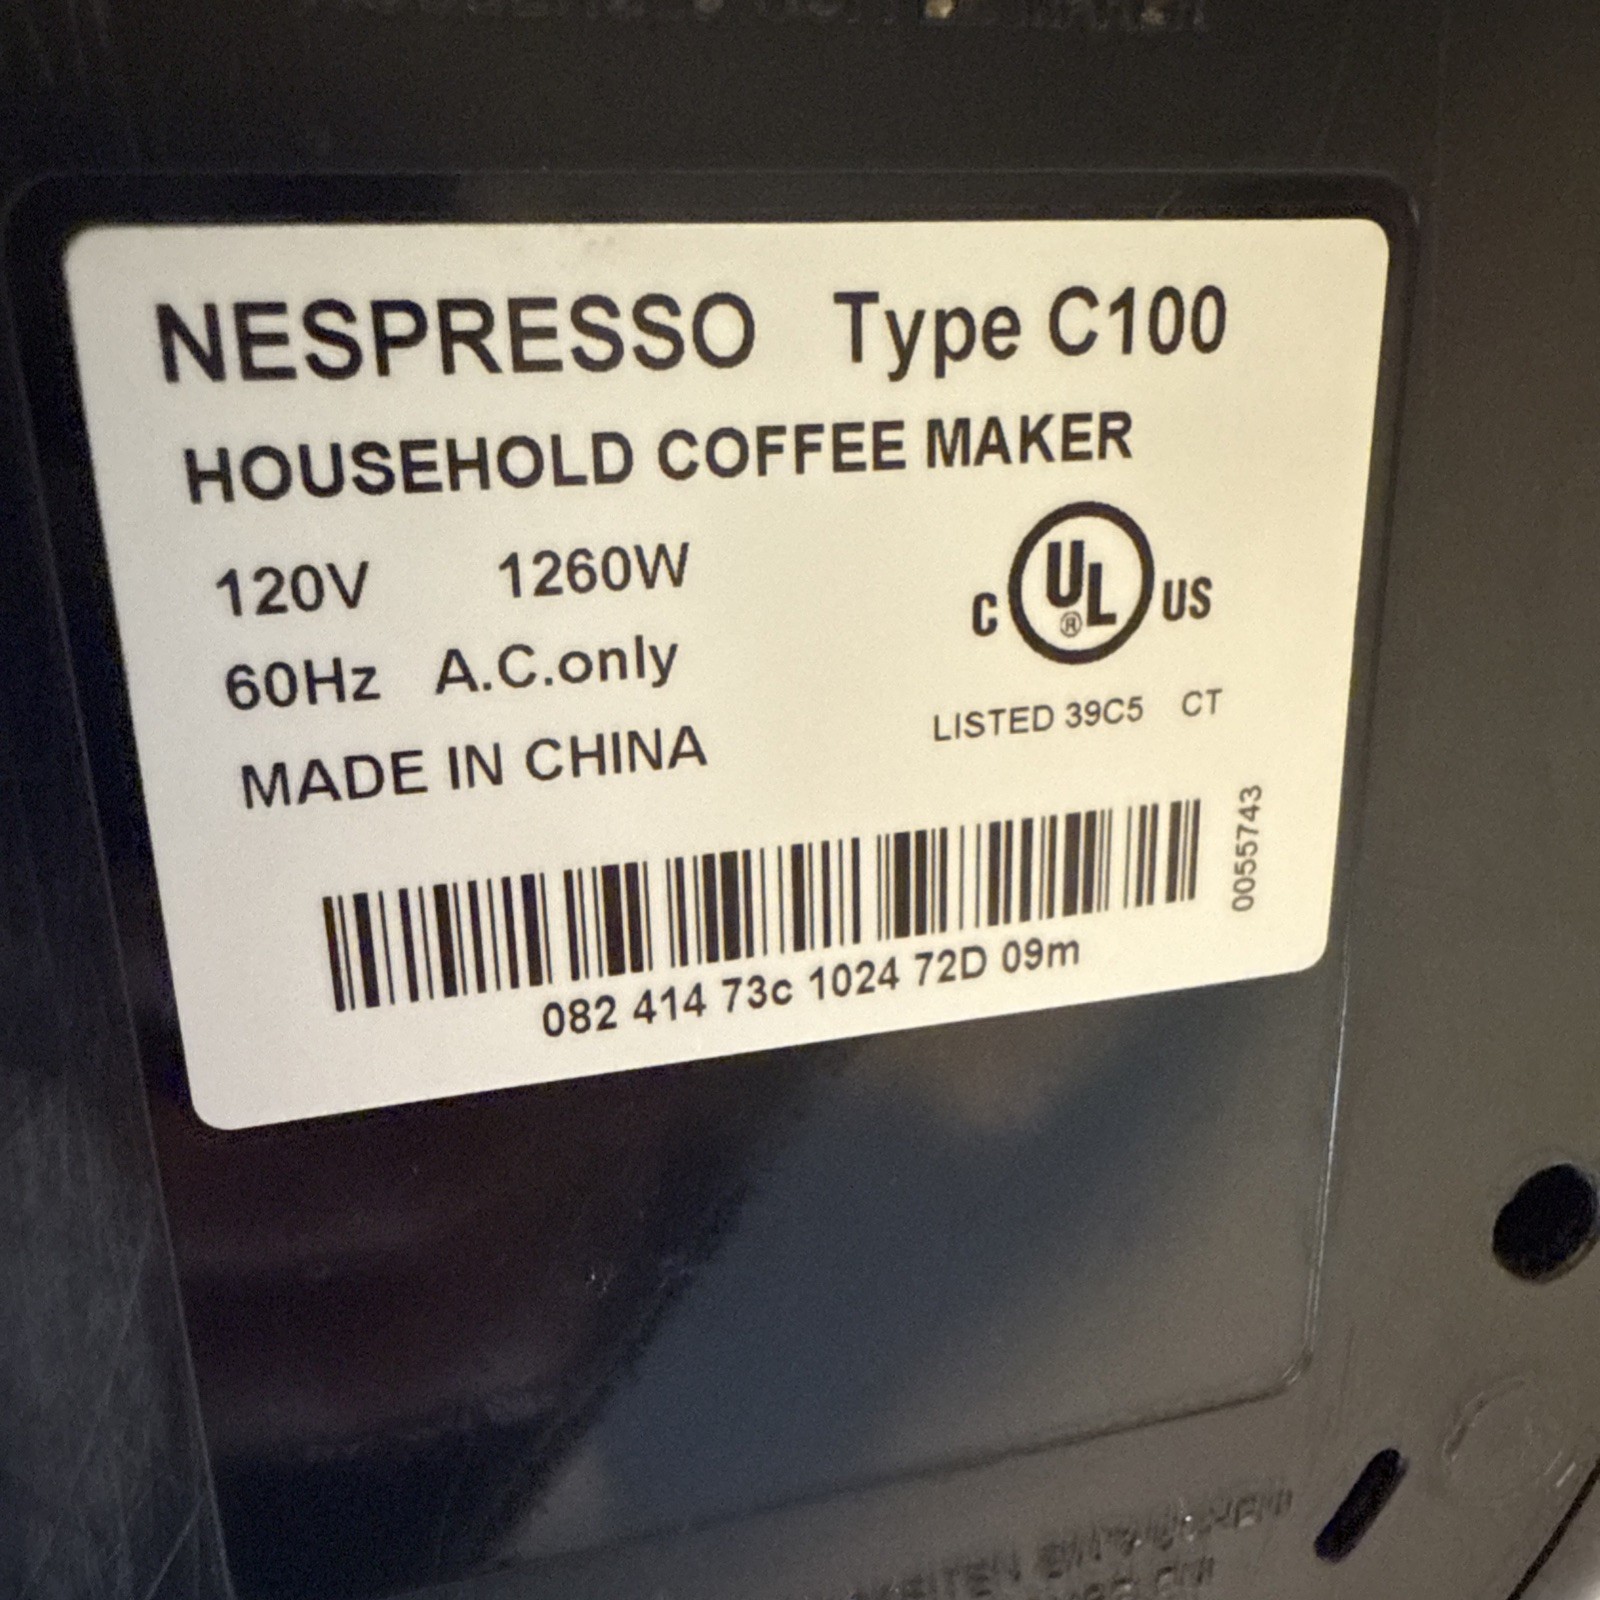 NESPRESSO Type C100
HOUSEHOLD COFFEE MAKER
120V 1260W
60Hz A.C.only
MADE IN CHINA
C UL ® US
LISTED 39C5 CT
0055743
082 414 73c 1024 72D 09m